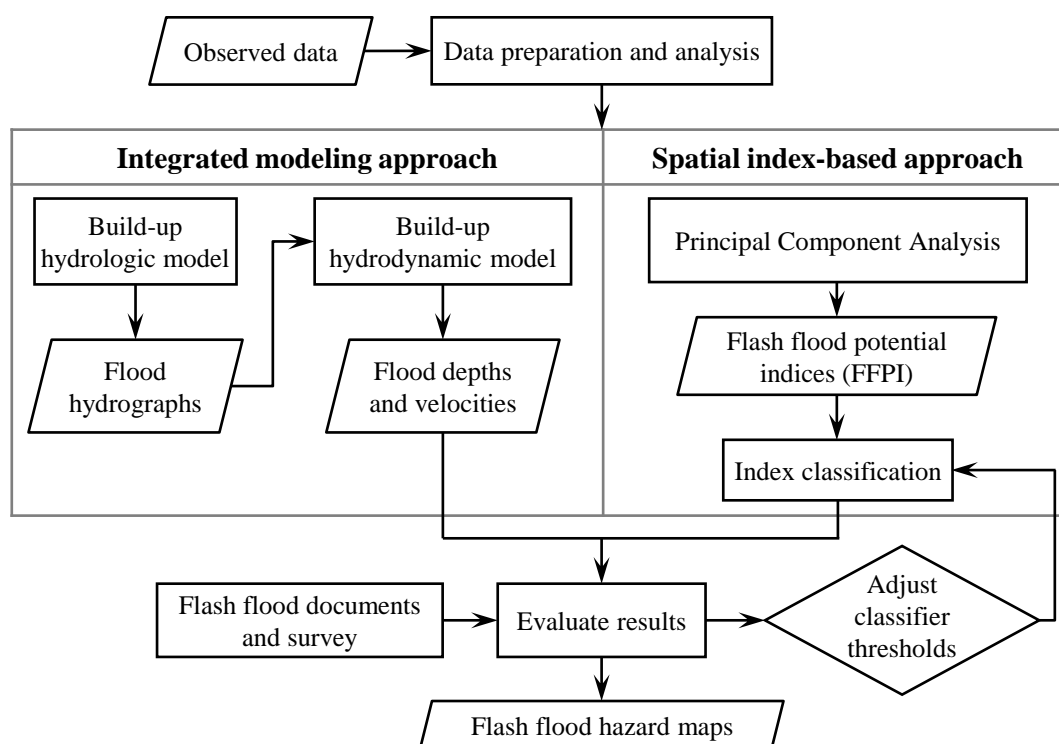 Observed data
Data preparation and analysis
Integrated modeling approach
Spatial index-based approach
Build-up
hydrologic model
Build-up
hydrodynamic model
Principal Component Analysis
Flood
hydrographs
Flood depths
and velocities
Flash flood potential
indices (FFPI)
Index classification
Flash flood documents
and survey
Evaluate results
Adjust
classifier
thresholds
Flash flood hazard maps